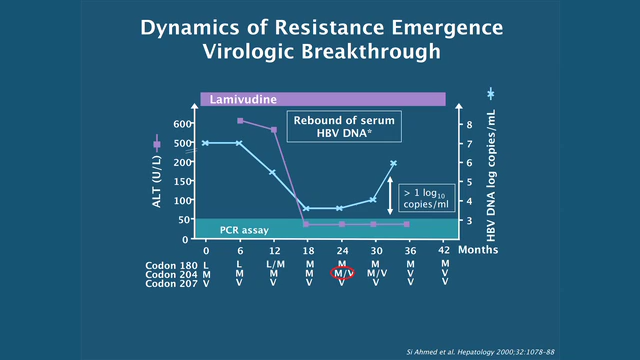 Dynamics of Resistance Emergence
Virologic Breakthrough
Lamivudine
Rebound of serum
HBV DNA*
ALT (U/L)
600
500
200
150
100
50
0
PCR assay
> 1 log10
copies/ml
8
7
6
5
4
3
HBV DNA log copies/mL
0 6 12 18 24 30 36 42 Months
Codon 180 L L L/M M M M M M
Codon 204 M M M M M/V M/V V V
Codon 207 V V V V V V V V
Si Ahmed et al. Hepatology 2000;32:1078-88